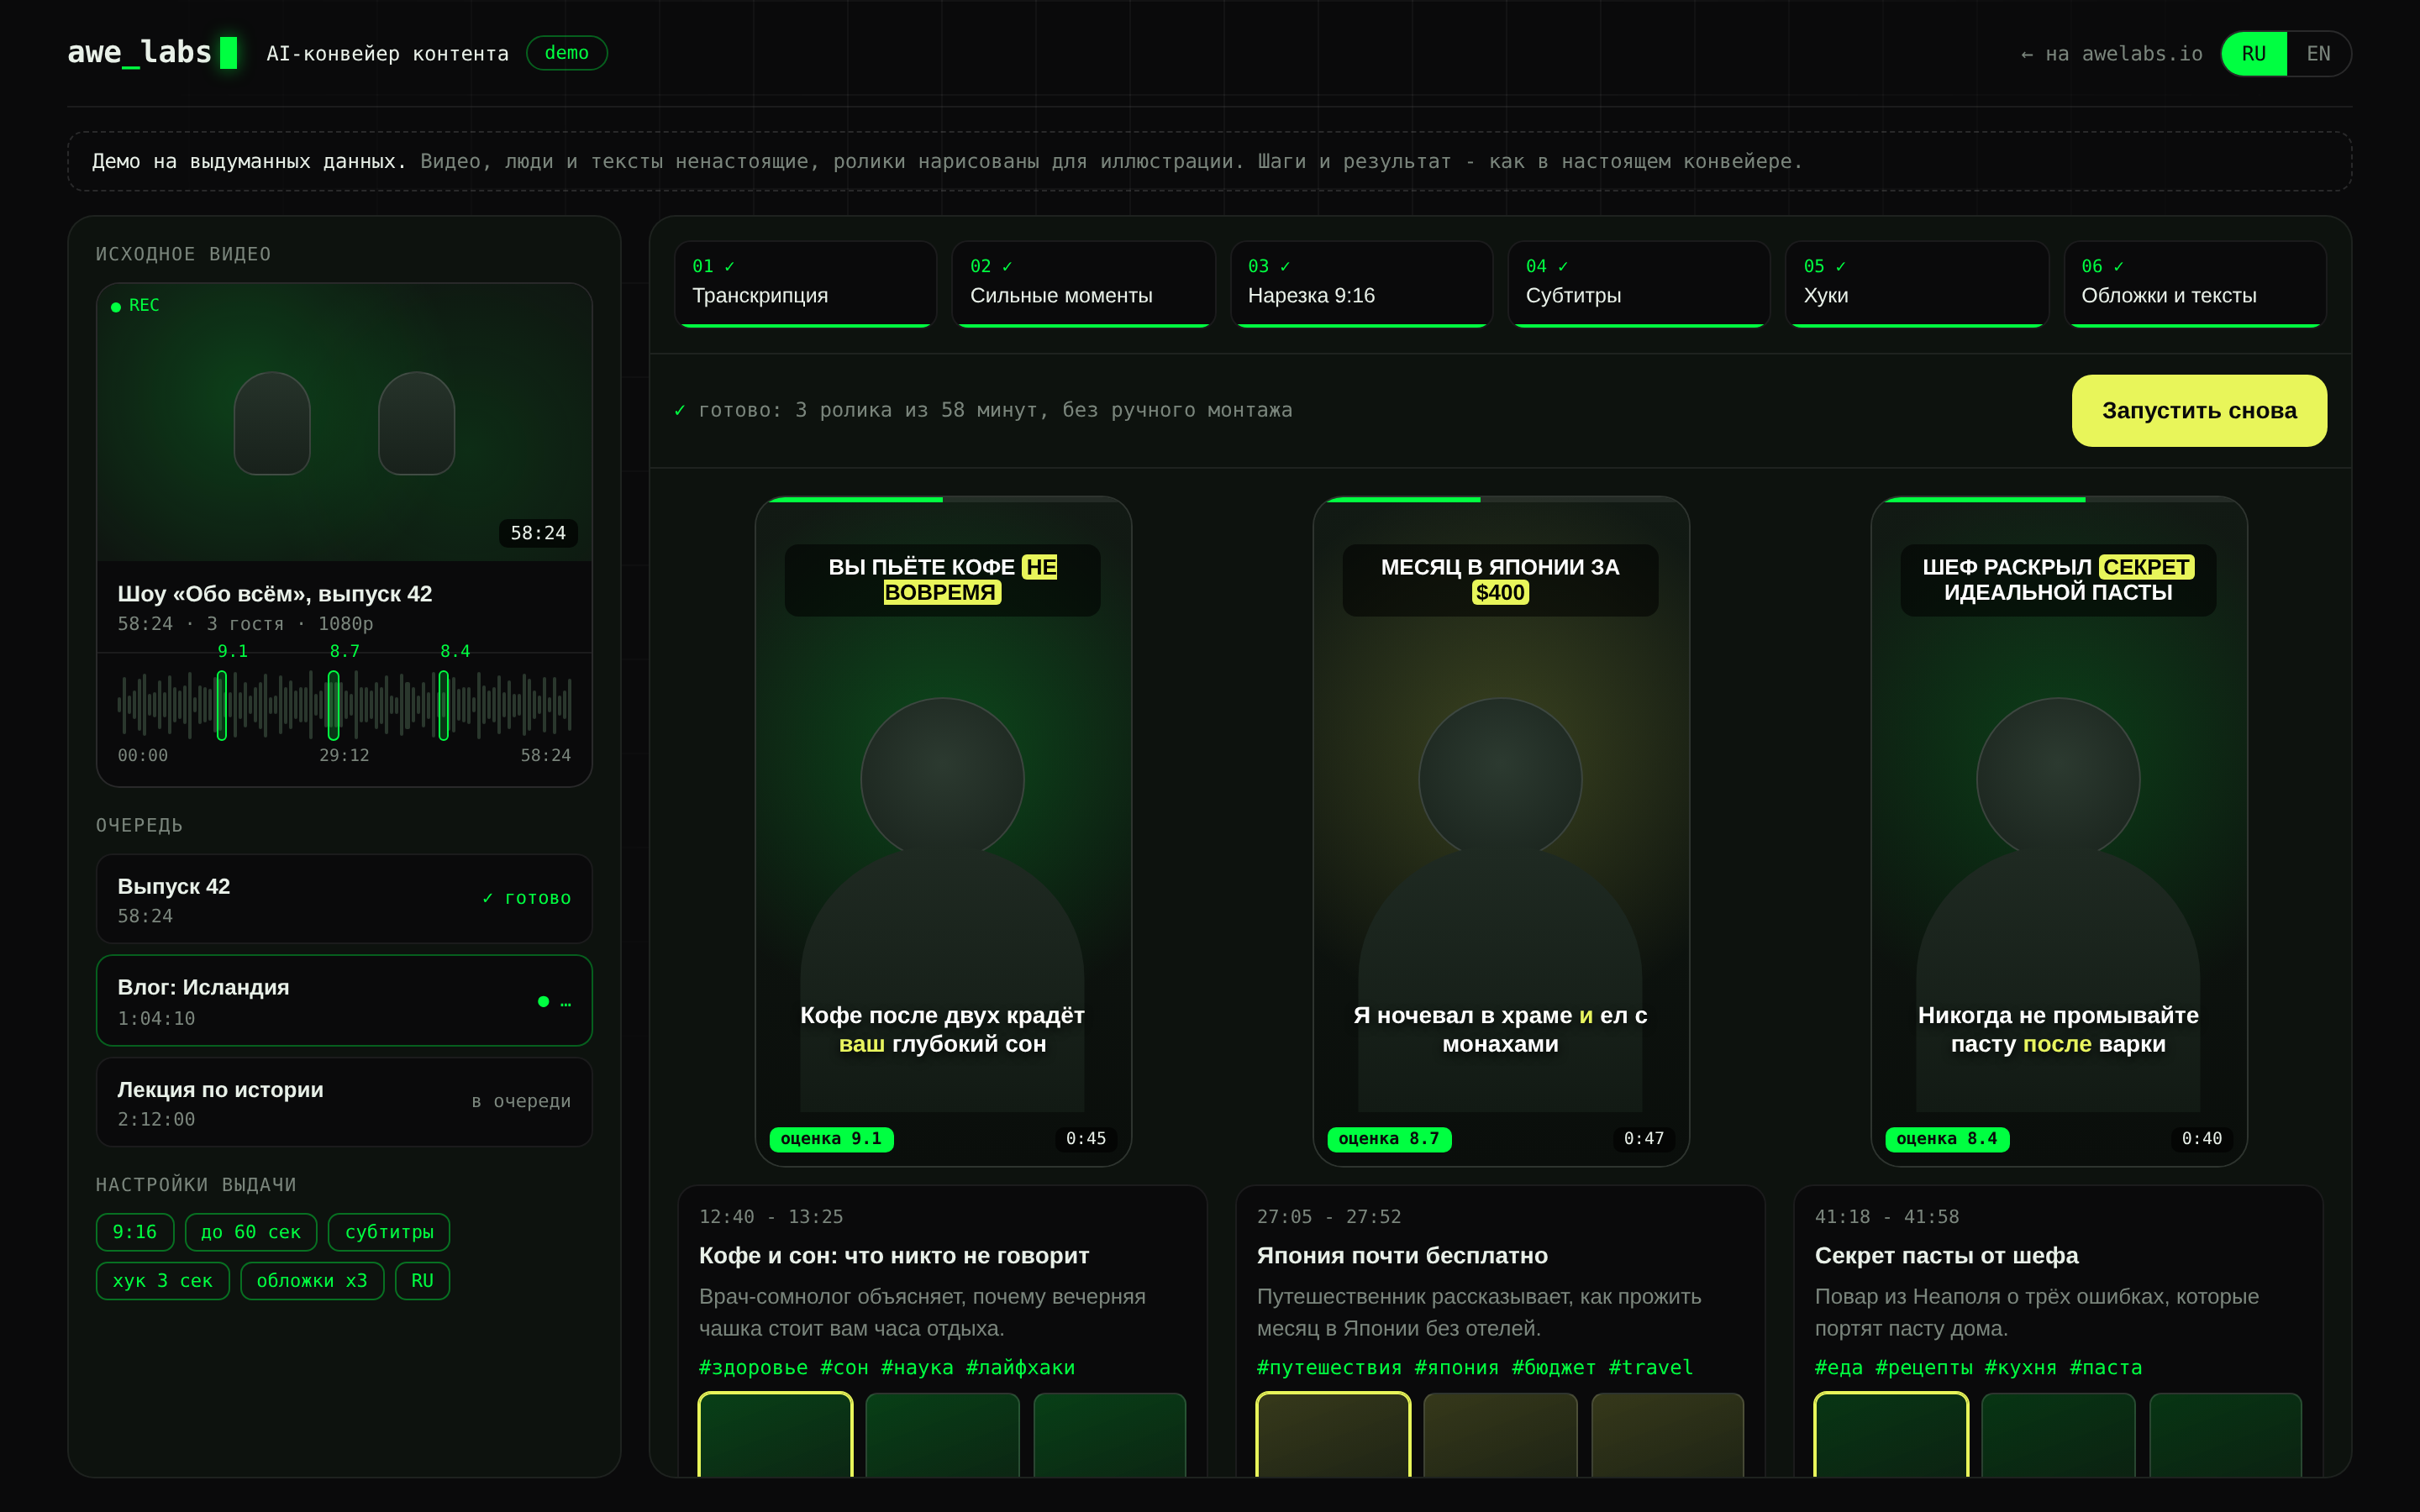 awe_labs AI-конвейер контента demo
← на awelabs.io RU EN
Демо на выдуманных данных. Видео, люди и тексты ненастоящие, ролики нарисованы для иллюстрации. Шаги и результат - как в настоящем конвейере.
ИСХОДНОЕ ВИДЕО
● REC
58:24
Шоу «Обо всём», выпуск 42
58:24 · 3 гостя · 1080p
9.1 8.7 8.4
00:00 29:12 58:24
ОЧЕРЕДЬ
Выпуск 42
58:24
✓ готово
Влог: Исландия
1:04:10
● …
Лекция по истории
2:12:00
в очереди
НАСТРОЙКИ ВЫДАЧИ
9:16 до 60 сек субтитры
хук 3 сек обложки x3 RU
01 ✓
Транскрипция
02 ✓
Сильные моменты
03 ✓
Нарезка 9:16
04 ✓
Субтитры
05 ✓
Хуки
06 ✓
Обложки и тексты
✓ готово: 3 ролика из 58 минут, без ручного монтажа
Запустить снова
ВЫ ПЬЁТЕ КОФЕ НЕ
ВОВРЕМЯ
Кофе после двух крадёт
ваш глубокий сон
оценка 9.1 0:45
12:40 - 13:25
Кофе и сон: что никто не говорит
Врач-сомнолог объясняет, почему вечерняя
чашка стоит вам часа отдыха.
#здоровье #сон #наука #лайфхаки
МЕСЯЦ В ЯПОНИИ ЗА
$400
Я ночевал в храме и ел с
монахами
оценка 8.7 0:47
27:05 - 27:52
Япония почти бесплатно
Путешественник рассказывает, как прожить
месяц в Японии без отелей.
#путешествия #япония #бюджет #travel
ШЕФ РАСКРЫЛ СЕКРЕТ
ИДЕАЛЬНОЙ ПАСТЫ
Никогда не промывайте
пасту после варки
оценка 8.4 0:40
41:18 - 41:58
Секрет пасты от шефа
Повар из Неаполя о трёх ошибках, которые
портят пасту дома.
#еда #рецепты #кухня #паста